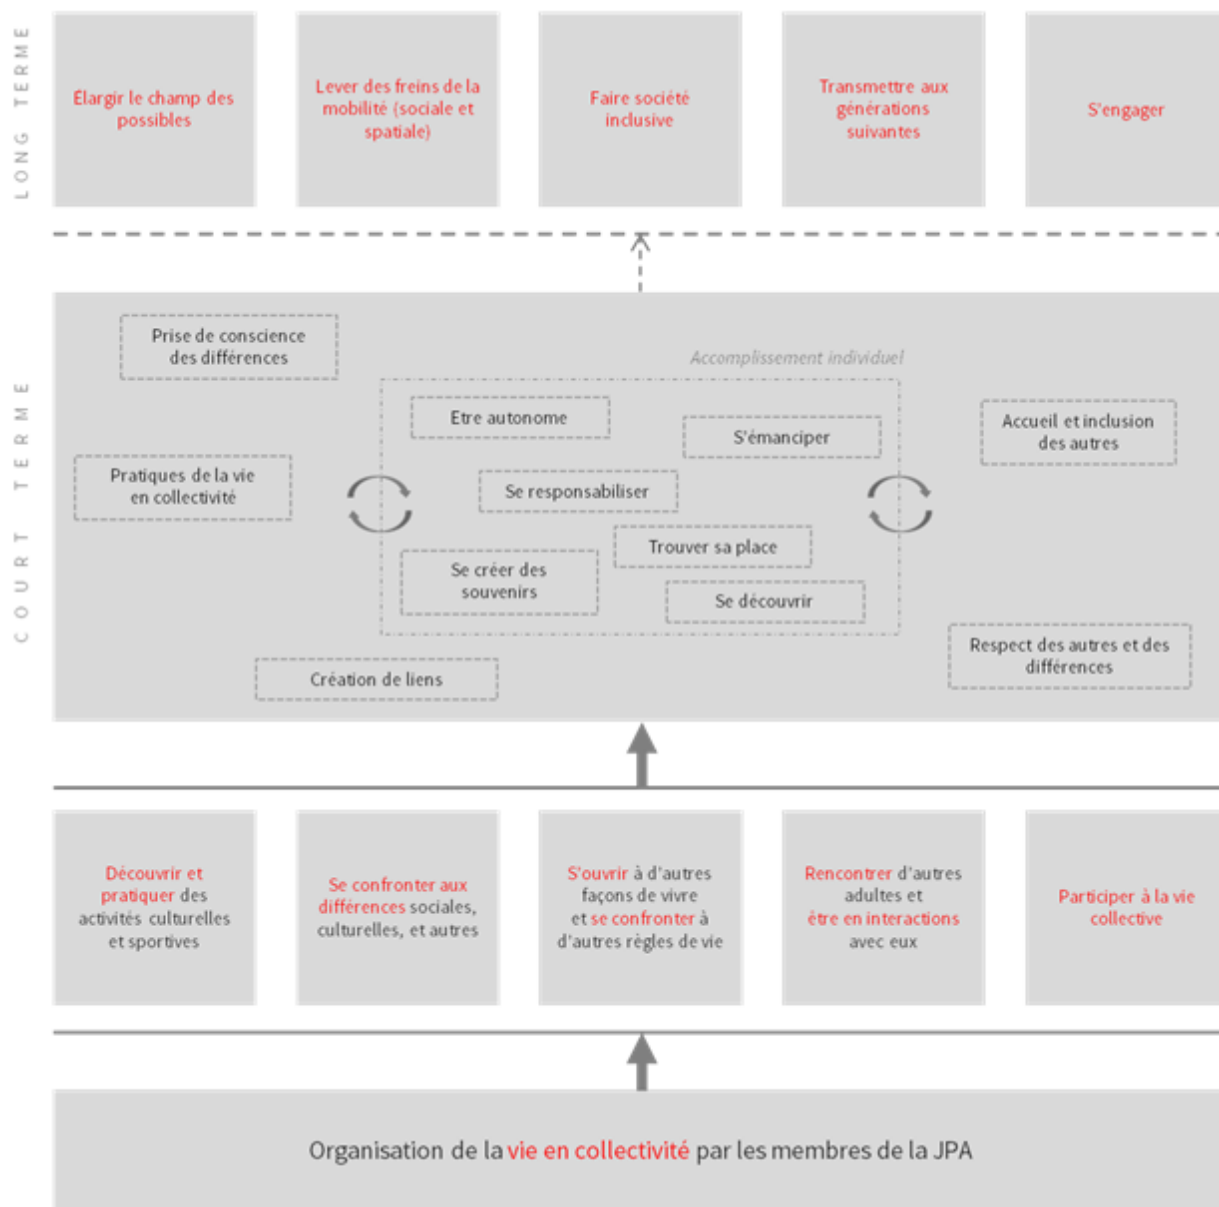 LONG TERME
Élargir le champ des
possibles
Lever des freins de la
mobilité (sociale et
spatiale)
Faire société
inclusive
Transmettre aux
générations
suivantes
S'engager
COURT TERME
Prise de conscience
des différences
Accomplissement individuel
Etre autonome
S'émanciper
Accueil et inclusion
des autres
Pratiques de la vie
en collectivité
Se responsabiliser
Trouver sa place
Se créer des
souvenirs
Se découvrir
Respect des autres et des
différences
Création de liens
Découvrir et
pratiquer des
activités culturelles
et sportives
Se confronter aux
différences sociales,
culturelles, et autres
S'ouvrir à d'autres
façons de vivre
et se confronter à
d'autres règles de vie
Rencontrer d'autres
adultes et
être en interactions
avec eux
Participer à la vie
collective
Organisation de la vie en collectivité par les membres de la JPA